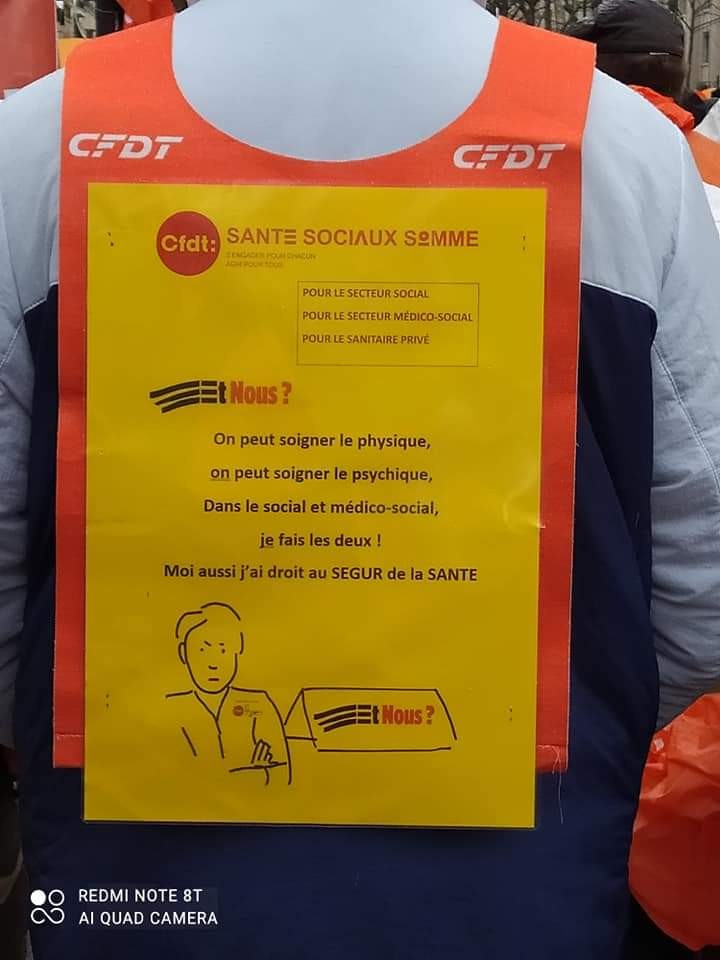 CFDT
CFDT
Cfdt: SANTE SOCIAUX SOMME
S'ENGAGER POUR CHACUN
AGIR POUR TOUS
POUR LE SECTEUR SOCIAL
POUR LE SECTEUR MÉDICO-SOCIAL
POUR LE SANITAIRE PRIVÉ
Et Nous ?
On peut soigner le physique,
on peut soigner le psychique,
Dans le social et médico-social,
je fais les deux !
Moi aussi j'ai droit au SEGUR de la SANTE
Et Nous ?
REDMI NOTE 8T
AI QUAD CAMERA